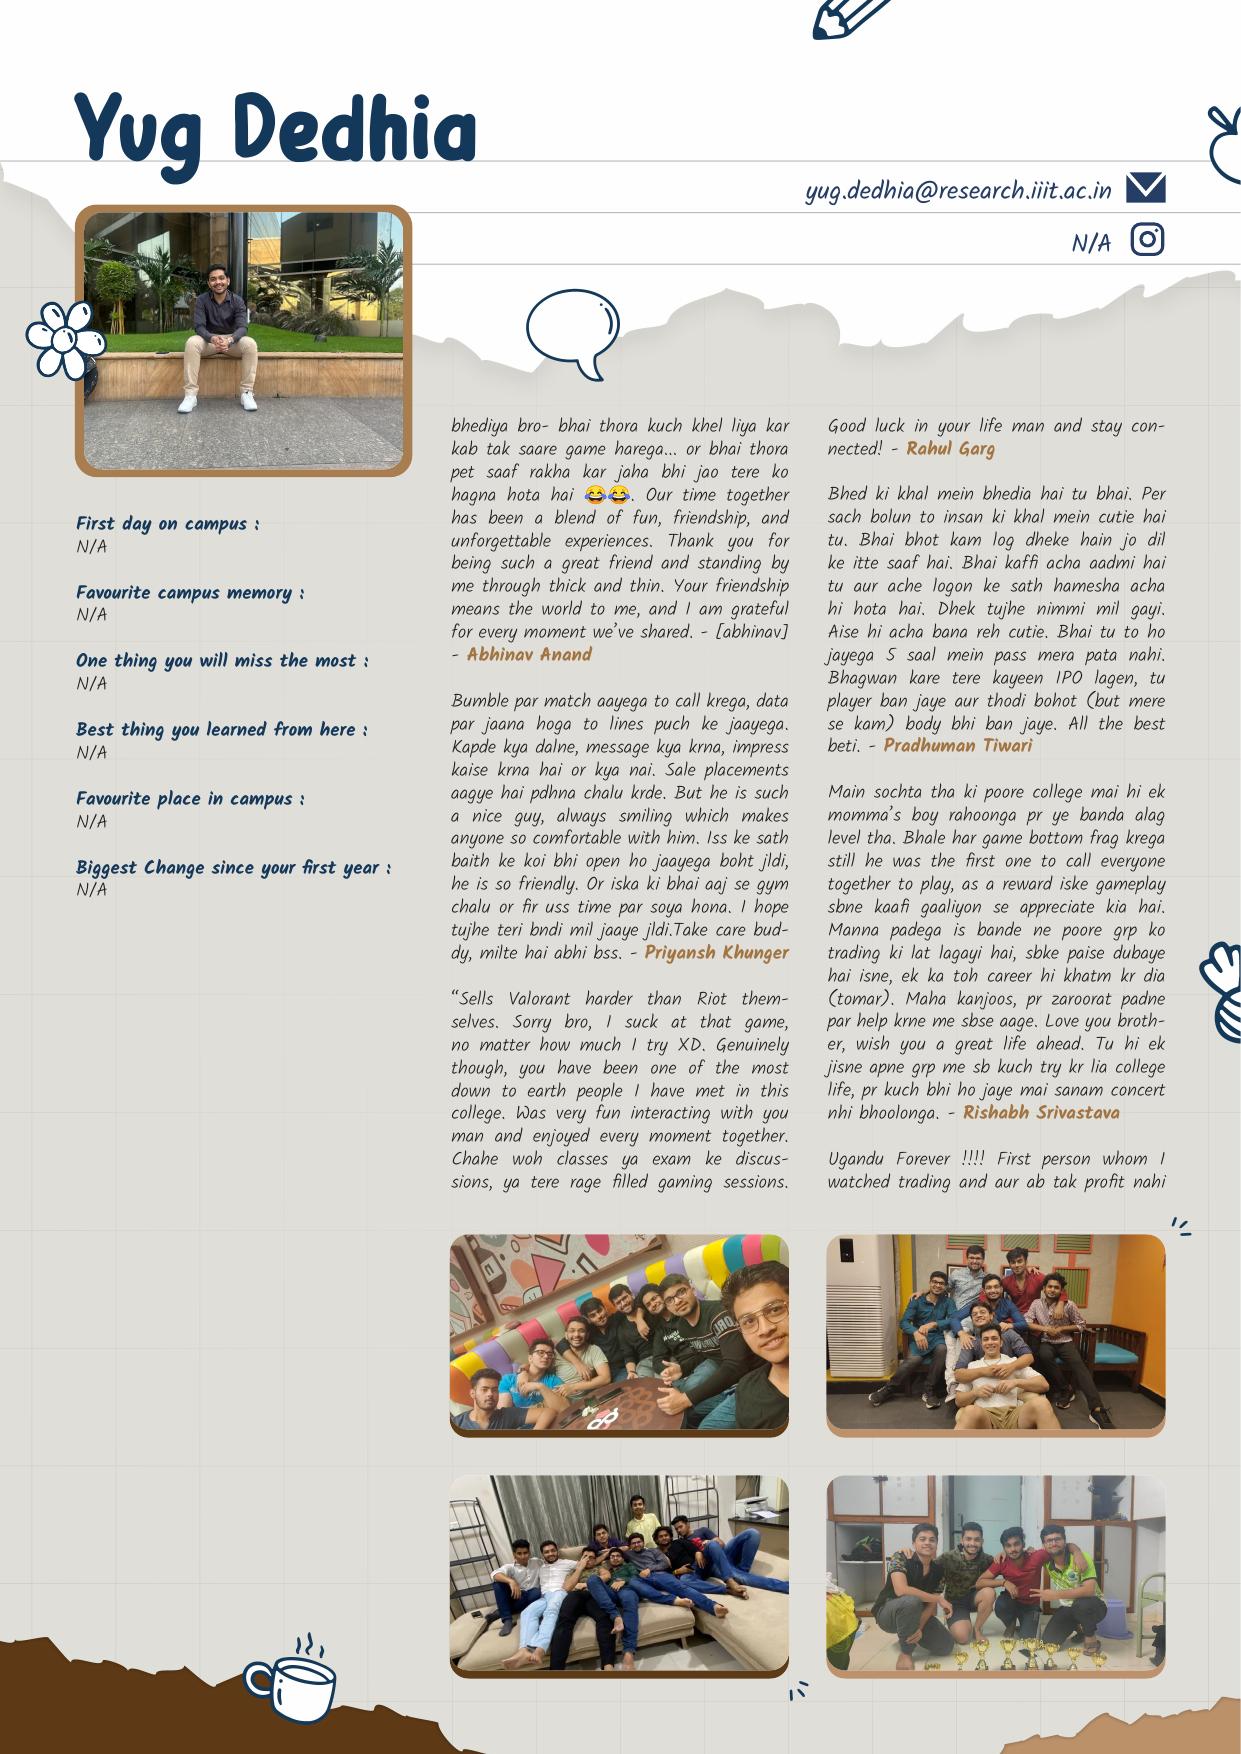 Yug Dedhia
yug.dedhia@research.iiit.ac.in
N/A
First day on campus :
N/A
Favourite campus memory :
N/A
One thing you will miss the most :
N/A
Best thing you learned from here :
N/A
Favourite place in campus :
N/A
Biggest Change since your first year :
N/A
bhediya bro- bhai thora kuch khel liya kar
kab tak saare game harega... or bhai thora
pet saaf rakha kar jaha bhi jao tere ko
hagna hota hai 😂😂. Our time together
has been a blend of fun, friendship, and
unforgettable experiences. Thank you for
being such a great friend and standing by
me through thick and thin. Your friendship
means the world to me, and I am grateful
for every moment we've shared. - [abhinav]
- Abhinav Anand
Bumble par match aayega to call krega, data
par jaana hoga to lines puch ke jaayega.
Kapde kya dalne, message kya krna, impress
kaise krna hai or kya nai. Sale placements
aagye hai pdhna chalu krde. But he is such
a nice guy, always smiling which makes
anyone so comfortable with him. Iss ke sath
baith ke koi bhi open ho jaayega boht jldi,
he is so friendly. Or iska ki bhai aaj se gym
chalu or fir uss time par soya hona. I hope
tujhe teri bndi mil jaaye jldi.Take care bud-
dy, milte hai abhi bss. - Priyansh Khunger
“Sells Valorant harder than Riot them-
selves. Sorry bro, I suck at that game,
no matter how much I try XD. Genuinely
though, you have been one of the most
down to earth people I have met in this
college. Was very fun interacting with you
man and enjoyed every moment together.
Chahe woh classes ya exam ke discus-
sions, ya tere rage filled gaming sessions.
Good luck in your life man and stay con-
nected! - Rahul Garg
Bhed ki khal mein bhedia hai tu bhai. Per
sach bolun to insan ki khal mein cutie hai
tu. Bhai bhot kam log dheke hain jo dil
ke itte saaf hai. Bhai kaffi acha aadmi hai
tu aur ache logon ke sath hamesha acha
hi hota hai. Dhek tujhe nimmi mil gayi.
Aise hi acha bana reh cutie. Bhai tu to ho
jayega 5 saal mein pass mera pata nahi.
Bhagwan kare tere kayeen IPO lagen, tu
player ban jaye aur thodi bohot (but mere
se kam) body bhi ban jaye. All the best
beti. - Pradhuman Tiwari
Main sochta tha ki poore college mai hi ek
momma's boy rahoonga pr ye banda alag
level tha. Bhale har game bottom frag krega
still he was the first one to call everyone
together to play, as a reward iske gameplay
sbne kaafi gaaliyon se appreciate kia hai.
Manna padega is bande ne poore grp ko
trading ki lat lagayi hai, sbke paise dubaye
hai isne, ek ka toh career hi khatm kr dia
(tomar). Maha kanjoos, pr zaroorat padne
par help krne me sbse aage. Love you broth-
er, wish you a great life ahead. Tu hi ek
jisne apne grp me sb kuch try kr lia college
life, pr kuch bhi ho jaye mai sanam concert
nhi bhoolonga. - Rishabh Srivastava
Ugandu Forever !!!! First person whom I
watched trading and aur ab tak profit nahi